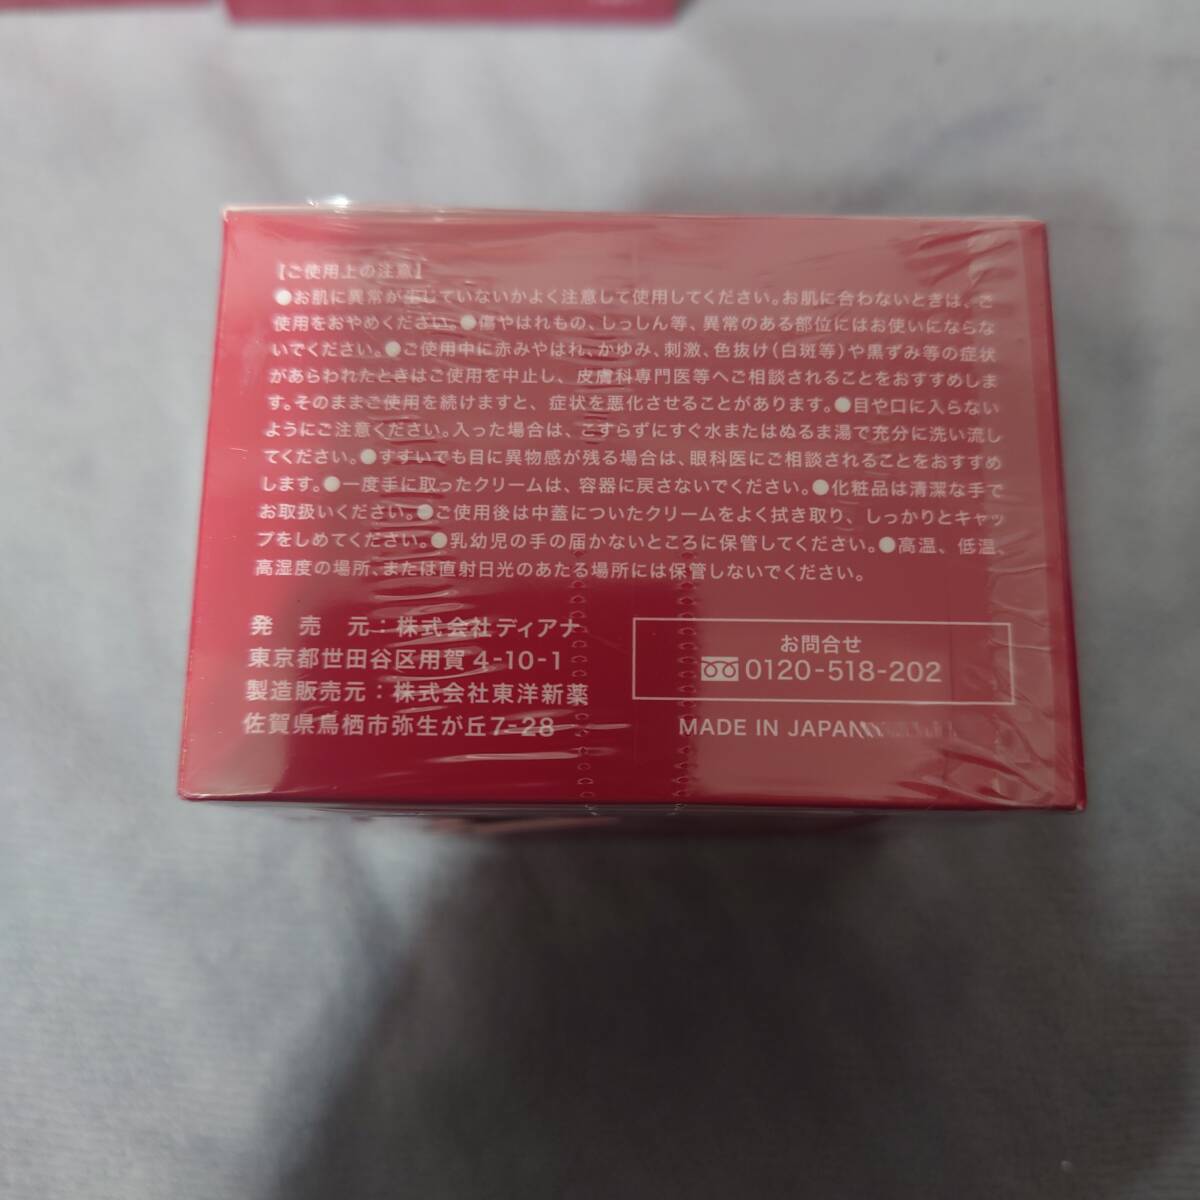 【ご使用上の注意】
●お肌に異常が生じていないかよく注意して使用してください。お肌に合わないときは、ご
使用をおやめください。●傷やはれもの、しっしん等、異常のある部位にはお使いにならな
いでください。●ご使用中に赤みやはれ、かゆみ、刺激、色抜け(白斑等)や黒ずみ等の症状
があらわれたときはご使用を中止し、皮膚科専門医等へご相談されることをおすすめしま
す。そのままご使用を続けますと、症状を悪化させることがあります。●目や口に入らない
ようにご注意ください。入った場合は、こすらずにすぐ水またはぬるま湯で充分に洗い流し
てください。●すすいでも目に異物感が残る場合は、眼科医にご相談されることをおすすめ
します。●一度手に取ったクリームは、容器に戻さないでください。●化粧品は清潔な手で
お取扱いください。●ご使用後は中蓋についたクリームをよく拭き取り、しっかりとキャッ
プをしめてください。●乳幼児の手の届かないところに保管してください。●高温、低温、
高湿度の場所、または直射日光のあたる場所には保管しないでください。
発売元：株式会社ディアナ
東京都世田谷区用賀4-10-1
製造販売元：株式会社東洋新薬
佐賀県鳥栖市弥生が丘7-28
お問合せ
0120-518-202
MADE IN JAPAN